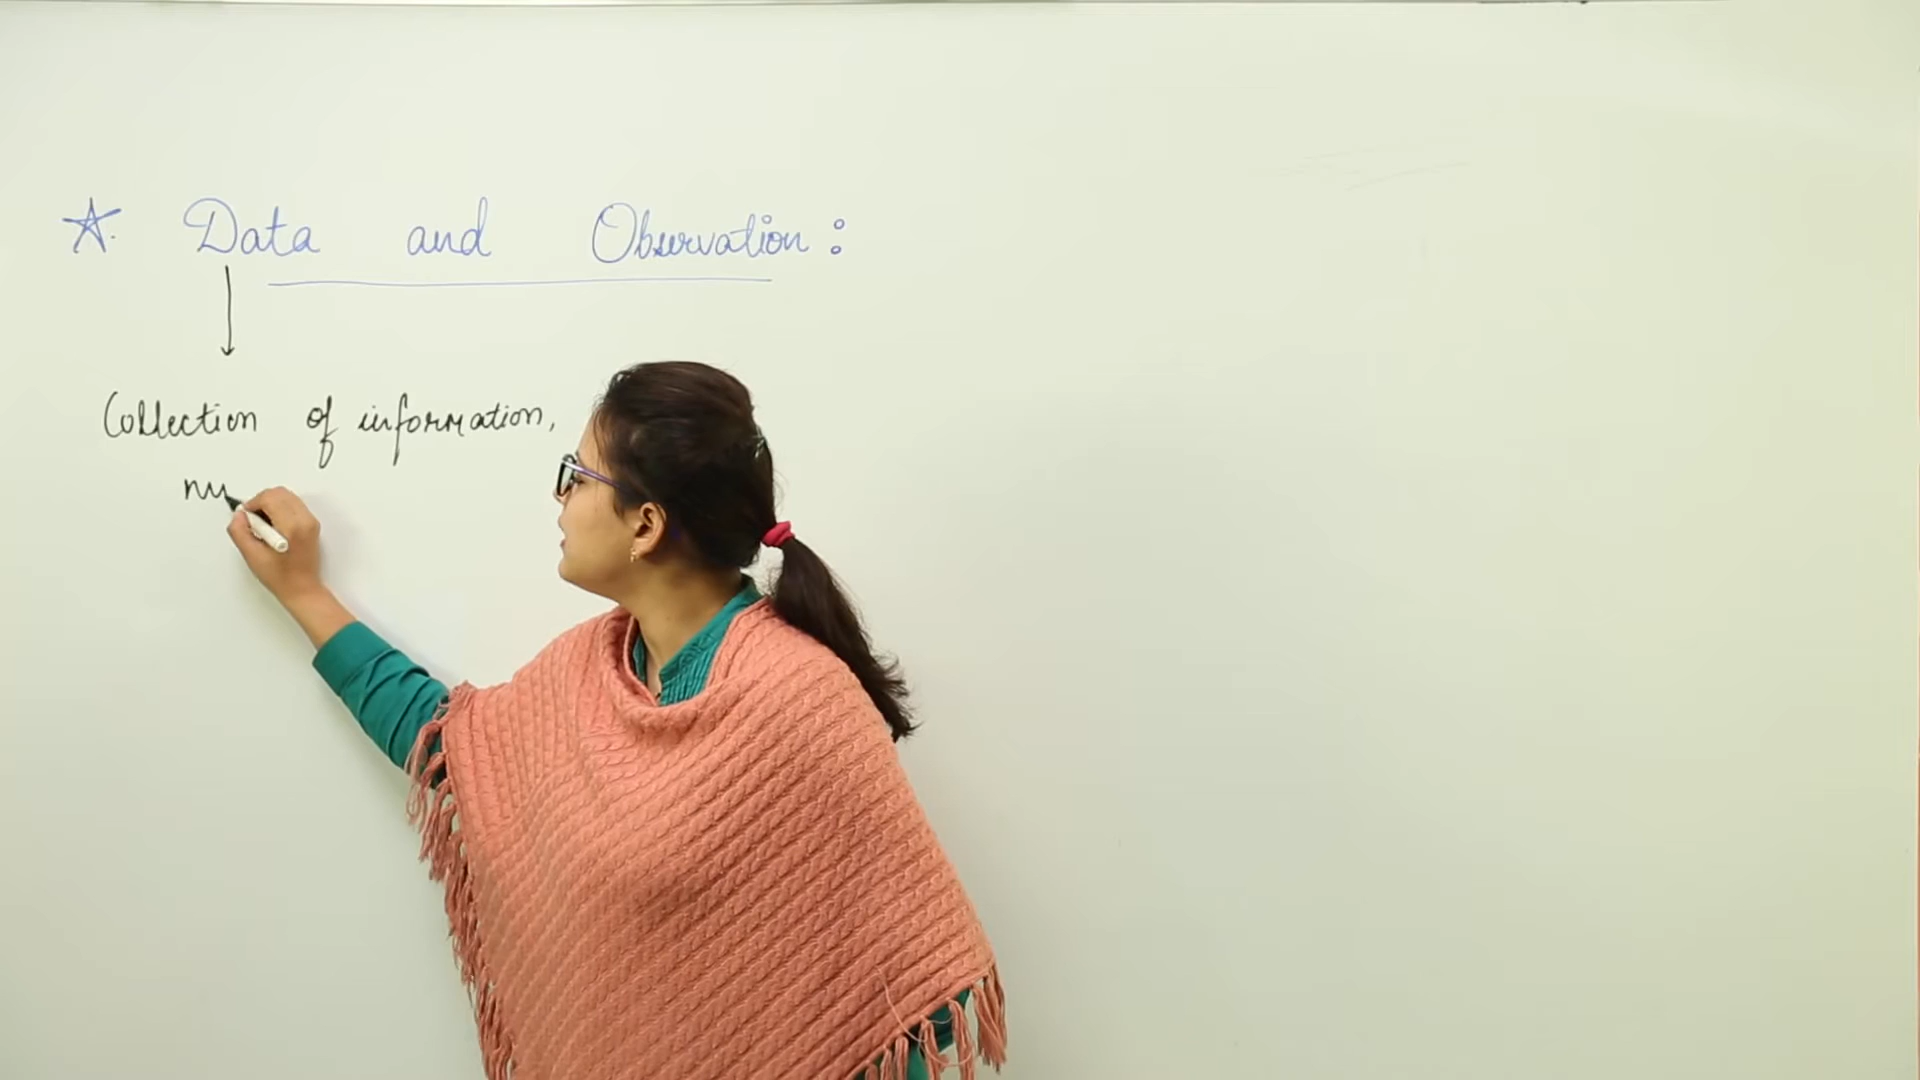 ☆. Data and Observation:
Collection of information,
nu